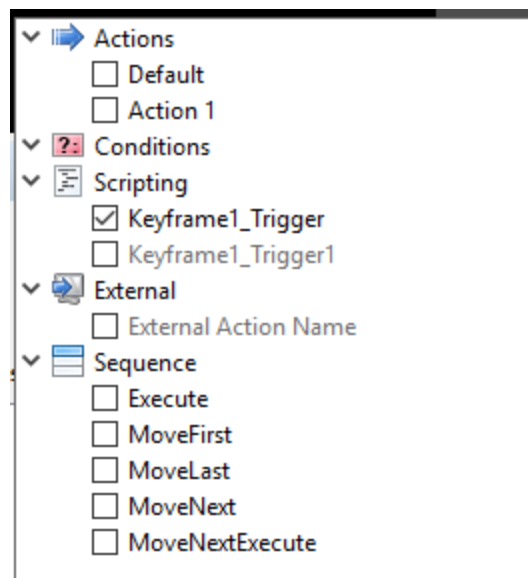 Actions
Default
Action 1
?: Conditions
Scripting
Keyframe1_Trigger
Keyframe1_Trigger1
External
External Action Name
Sequence
Execute
MoveFirst
MoveLast
MoveNext
MoveNextExecute